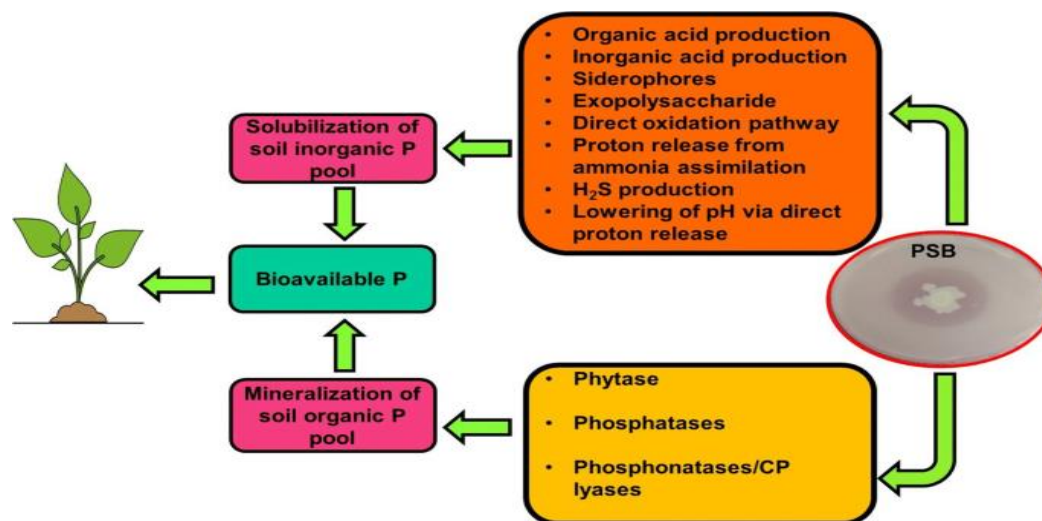 • Organic acid production
• Inorganic acid production
• Siderophores
• Exopolysaccharide
• Direct oxidation pathway
• Proton release from
ammonia assimilation
• H₂S production
• Lowering of pH via direct
proton release
Solubilization of
soil inorganic P
pool
PSB
Bioavailable P
Mineralization of
soil organic P
pool
• Phytase
• Phosphatases
• Phosphonatases/CP
lyases